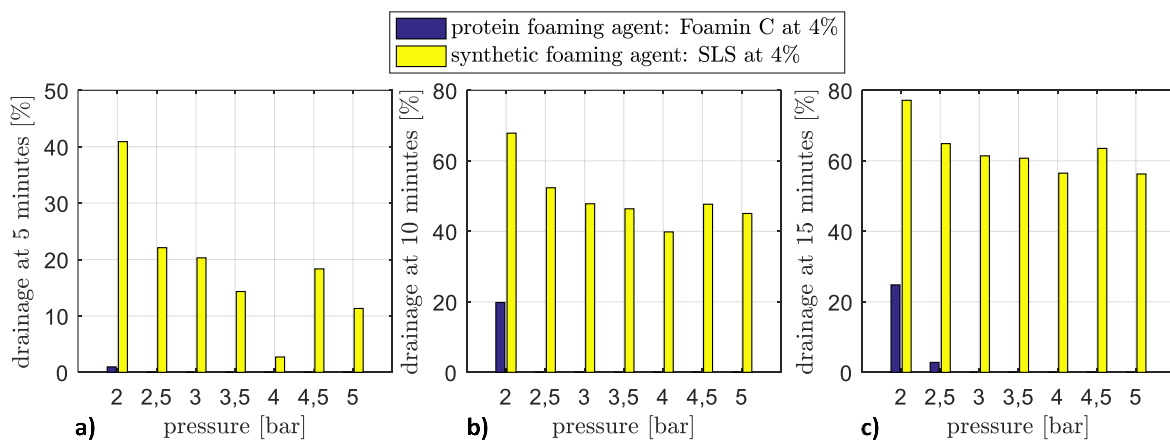 protein foaming agent: Foamin C at 4%
synthetic foaming agent: SLS at 4%
drainage at 5 minutes [%]
50
40
30
20
10
0
2 2,5 3 3,5 4 4,5 5
pressure [bar]
a)
drainage at 10 minutes [%]
80
60
40
20
0
2 2,5 3 3,5 4 4,5 5
pressure [bar]
b)
drainage at 15 minutes [%]
80
60
40
20
0
2 2,5 3 3,5 4 4,5 5
pressure [bar]
c)